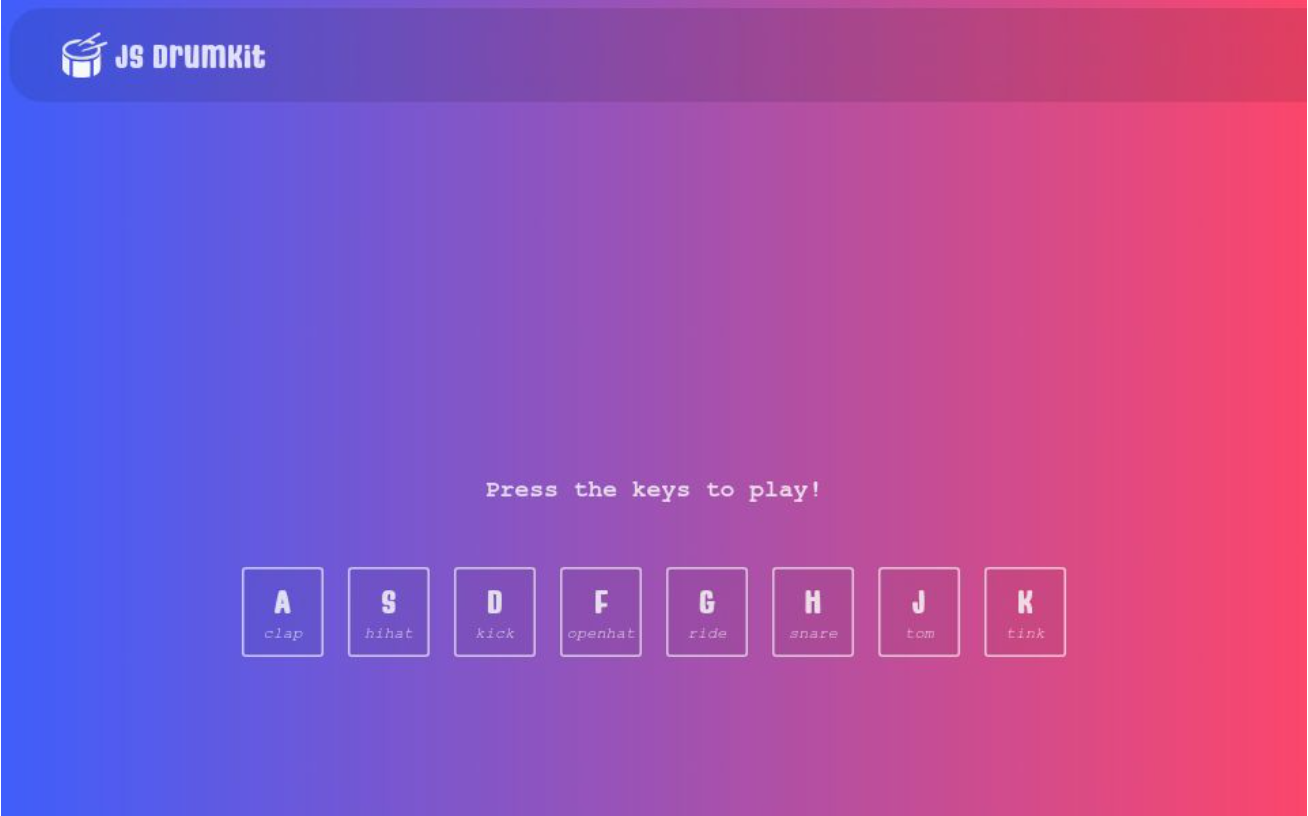 JS DrumKit
Press the keys to play!
A S D F G H J K
clap hihat kick openhat ride snare tom tink